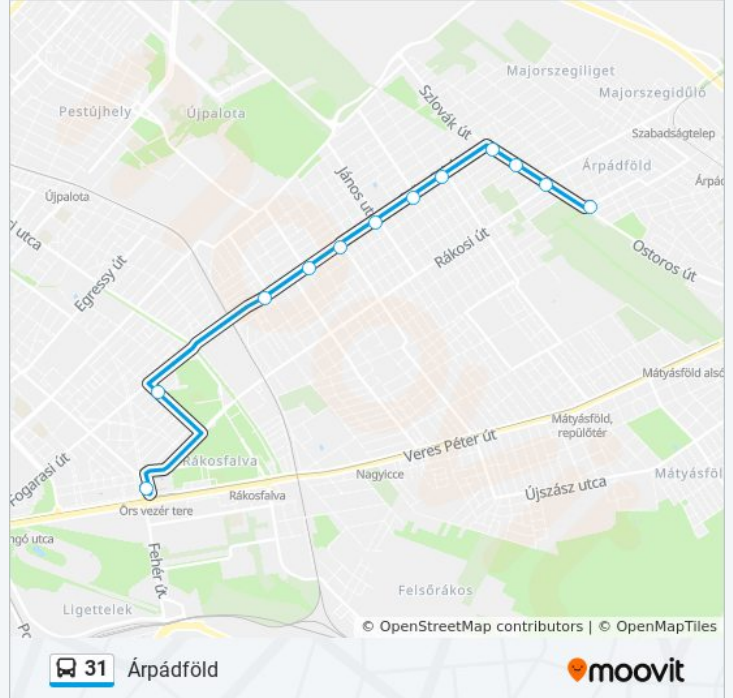 Majorszegiliget
Szlovák út
Majorszegidűlő
Pestújhely
Újpalota
Szabadságtelep
Árpádföld
János út
Újpalota
Rákosi út
Ostoros út
Egressy út
Mátyásföld alsó
Mátyásföld,
repülőtér
Veres Péter út
Fogarasi út
Rákosfalva
Nagyicce
Mátyásföl
Újszász utca
Rákosfalva
Örs vezér tere
Fehér út
Felsőrákos
Ligettelek
© OpenStreetMap contributors | © OpenMapTiles
31 Árpádföld
moovit